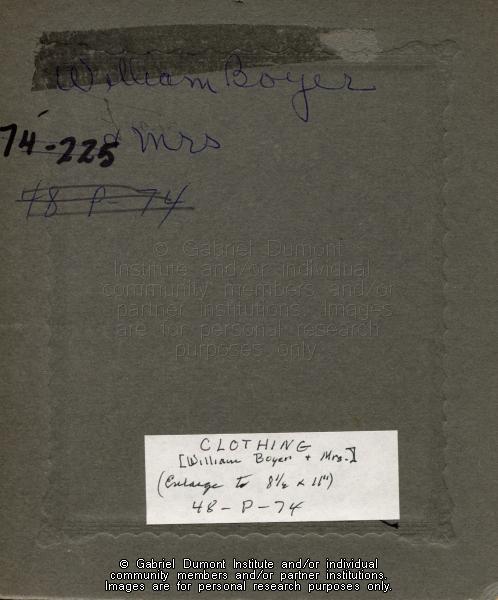 William Boyer
74-225 & Mrs
48 P-74
© Gabriel Dumont
Institute and/or individual
community members and/or
partner institutions. Images
are for personal research
purposes only.
CLOTHING
[William Boyer + Mrs.]
(Enlarge to 8½ x 11")
48-P-74
© Gabriel Dumont Institute and/or individual
community members and/or partner institutions.
Images are for personal research purposes only.